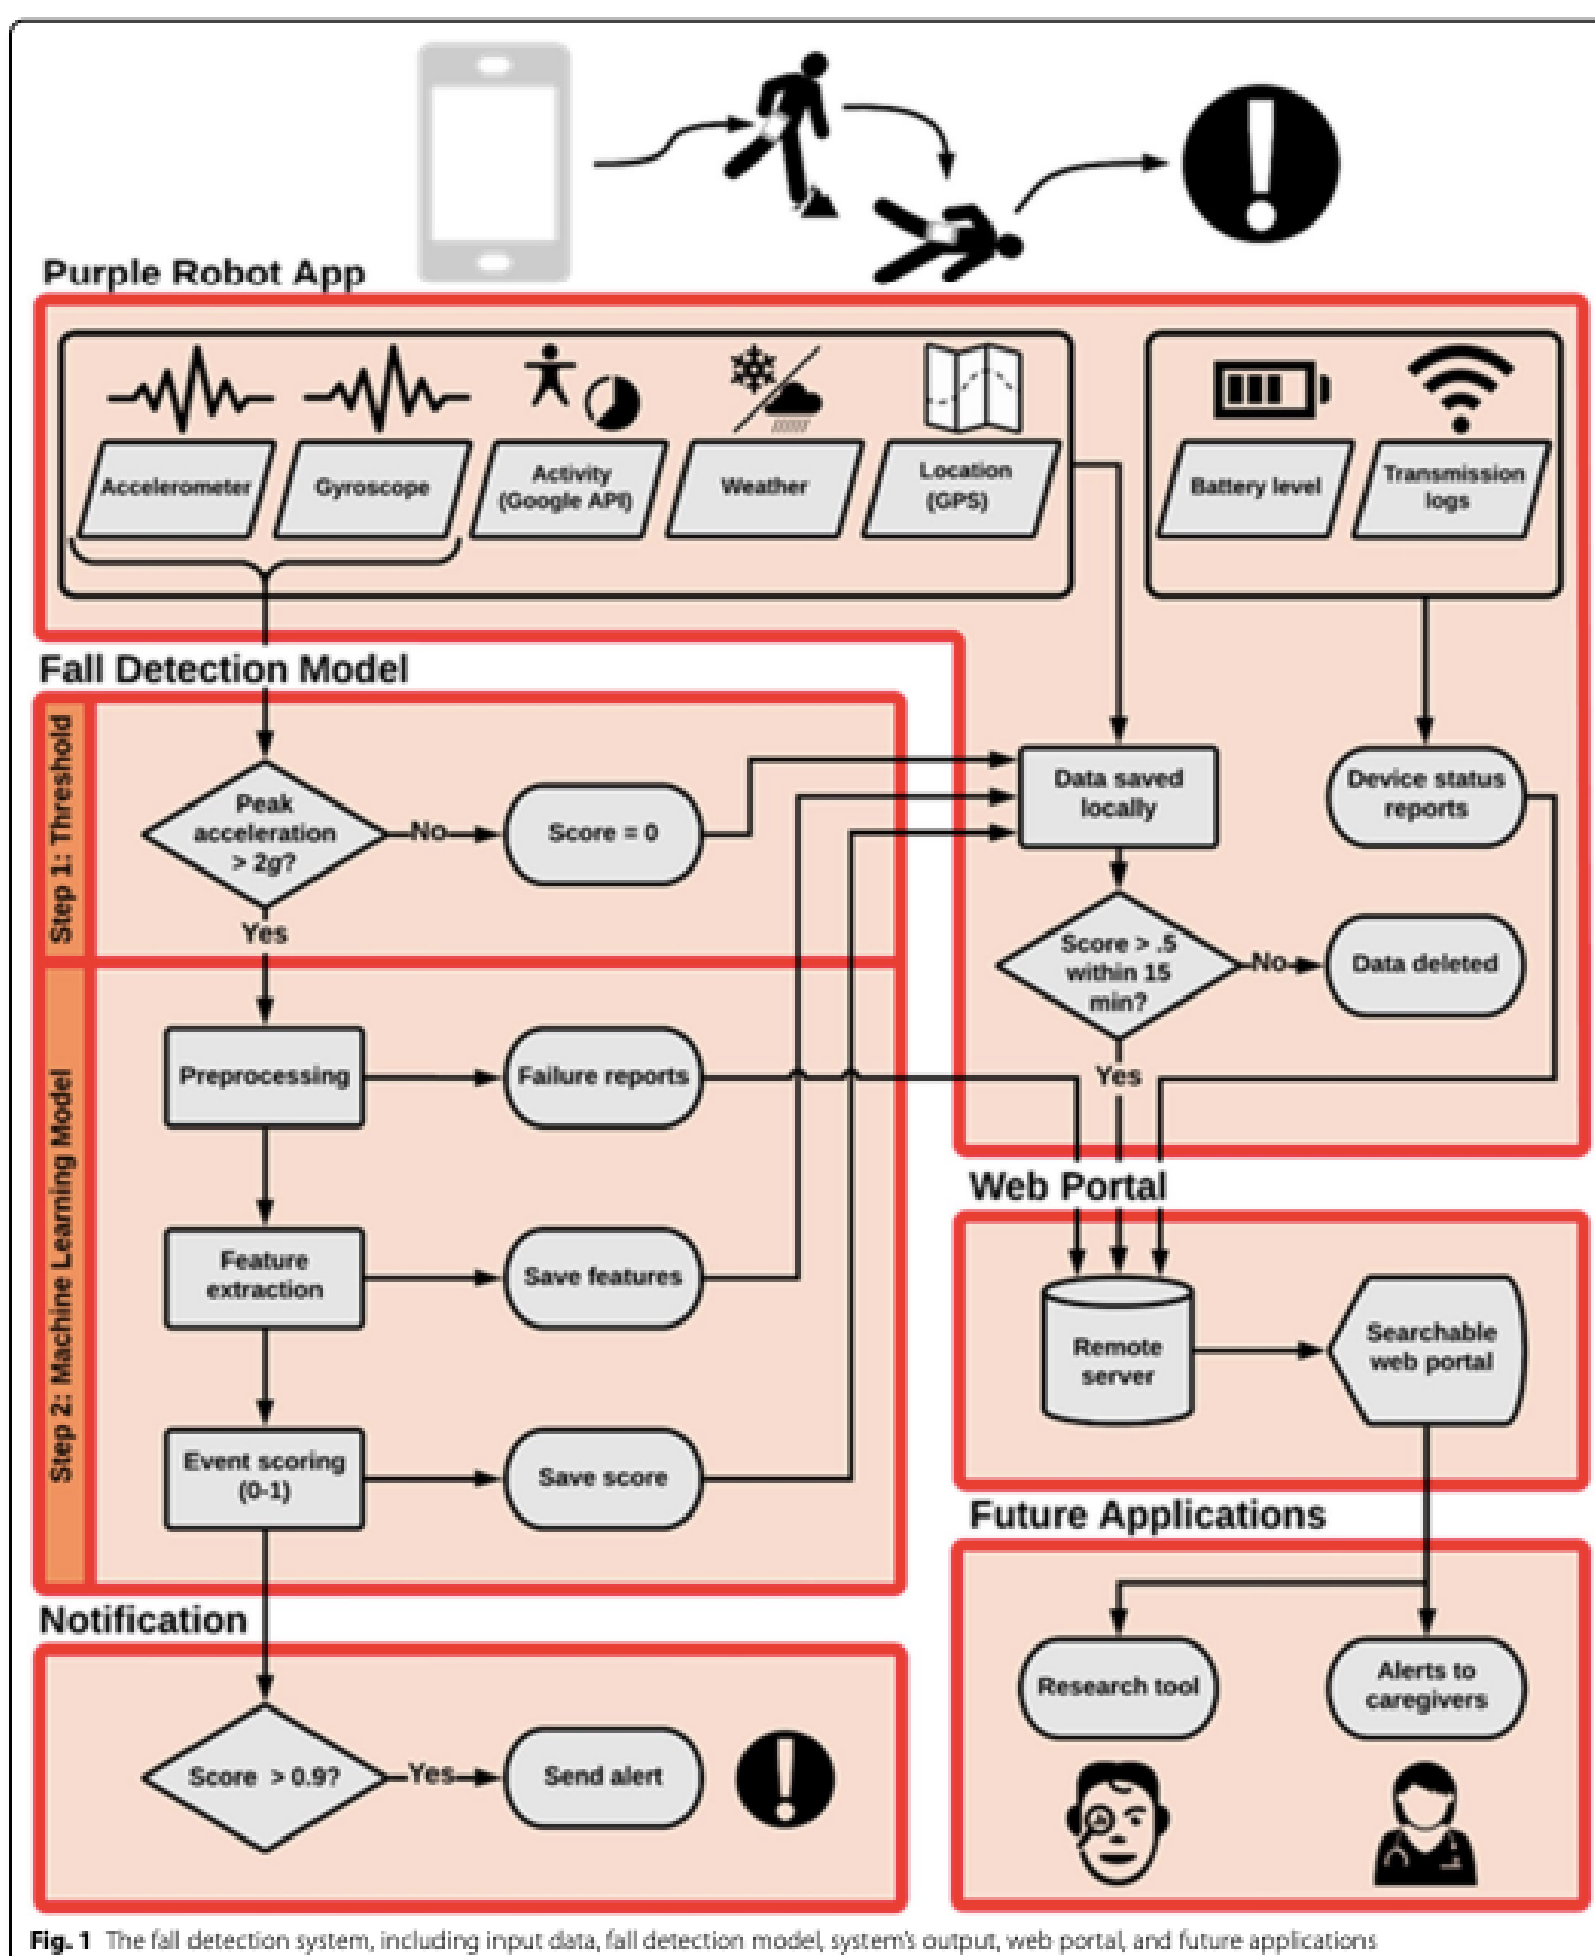 Purple Robot App
Accelerometer
Gyroscope
Activity
(Google API)
Weather
Location
(GPS)
Battery level
Transmission
logs
Fall Detection Model
Step 1: Threshold
Peak
acceleration
> 2g?
No
Score = 0
Yes
Data saved
locally
Device status
reports
Score > .5
within 15
min?
No
Data deleted
Yes
Step 2: Machine Learning Model
Preprocessing
Failure reports
Feature
extraction
Save features
Event scoring
(0-1)
Save score
Web Portal
Remote
server
Searchable
web portal
Notification
Score > 0.9?
Yes
Send alert
Future Applications
Research tool
Alerts to
caregivers
Fig. 1 The fall detection system, including input data, fall detection model, system's output, web portal, and future applications